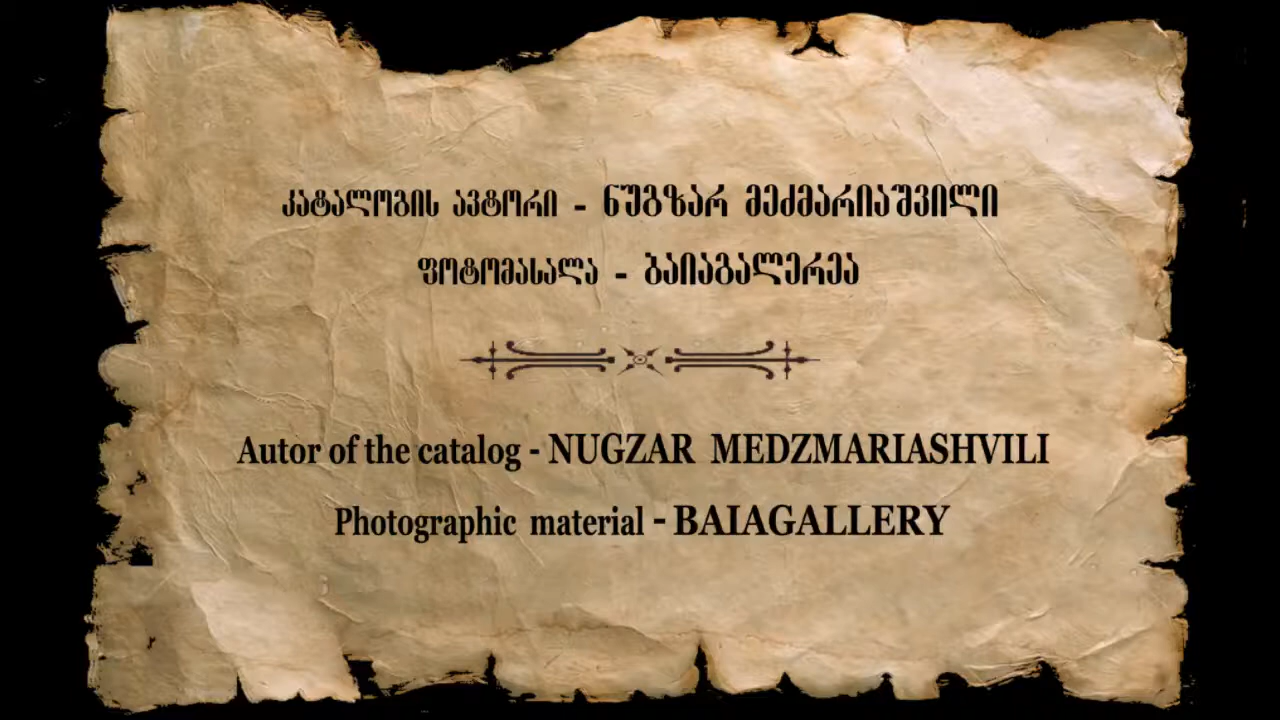 კატალოგის ავტორი - ნუგზარ მეძმარიაშვილი
ფოტომასალა - ბაიაგალერეა
Autor of the catalog - NUGZAR MEDZMARIASHVILI
Photographic material - BAIAGALLERY